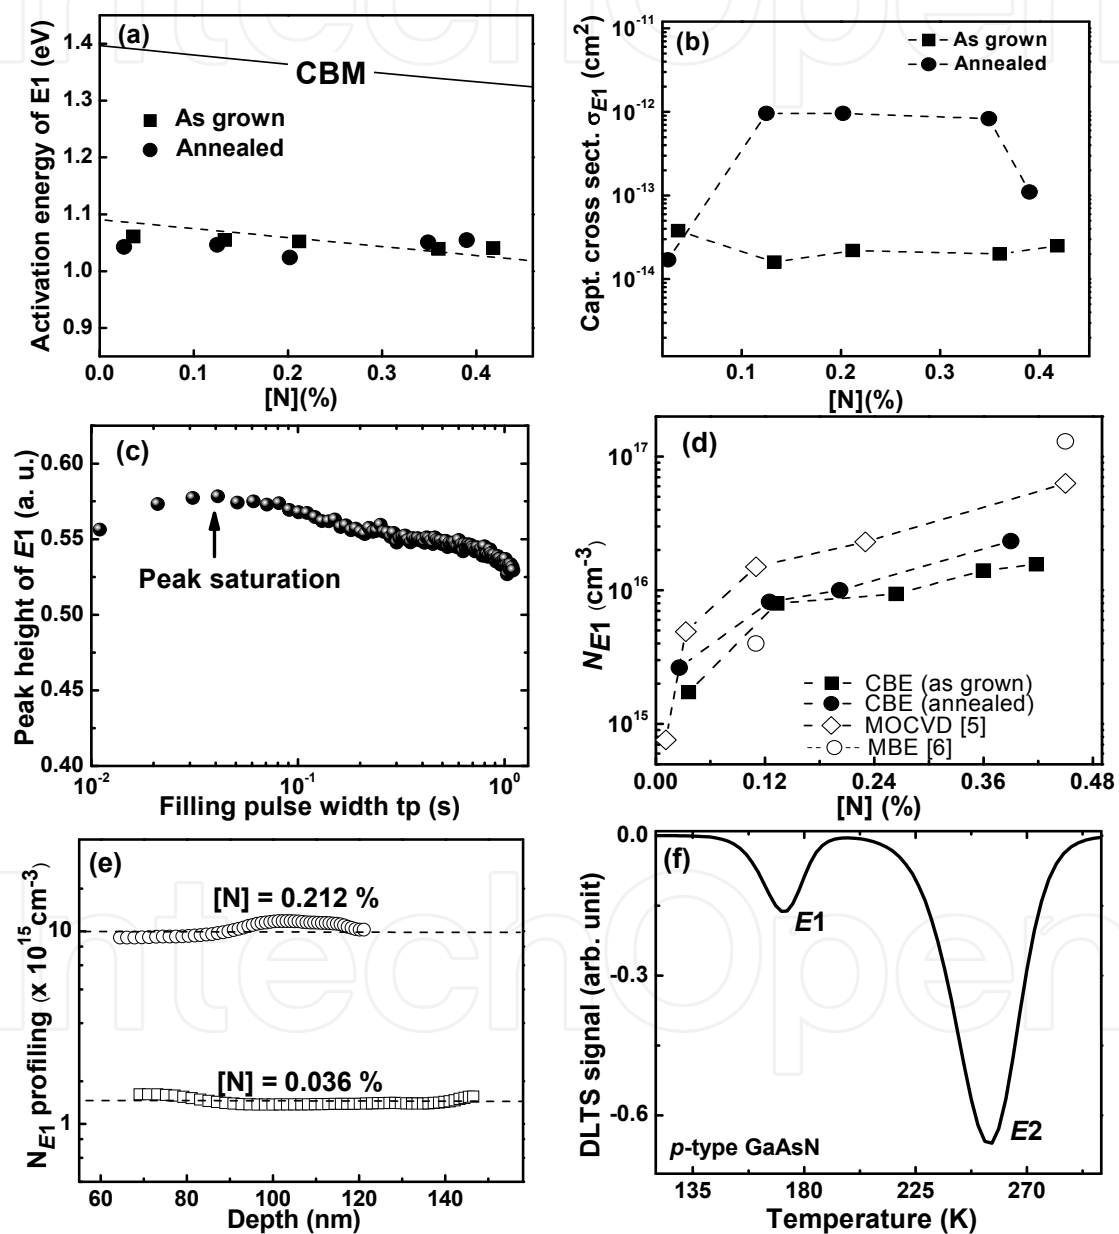 (a)
Activation energy of E1 (eV)
1.4
1.3
1.2
1.1
1.0
0.9
CBM
As grown
Annealed
0.0 0.1 0.2 0.3 0.4
[N](%)
(b)
Capt. cross sect. σE1 (cm²)
10⁻¹¹
10⁻¹²
10⁻¹³
10⁻¹⁴
As grown
Annealed
0.1 0.2 0.3 0.4
[N](%)
(c)
Peak height of E1 (a. u.)
0.60
0.55
0.50
0.45
0.40
Peak saturation
10⁻² 10⁻¹ 10⁰
Filling pulse width tp (s)
(d)
NE1 (cm⁻³)
10¹⁷
10¹⁶
10¹⁵
CBE (as grown)
CBE (annealed)
MOCVD [5]
MBE [6]
0.00 0.12 0.24 0.36 0.48
[N] (%)
(e)
NE1 profiling (x 10¹⁵ cm⁻³)
10
1
[N] = 0.212 %
[N] = 0.036 %
60 80 100 120 140
Depth (nm)
(f)
DLTS signal (arb. unit)
0.0
-0.3
-0.6
E1
E2
p-type GaAsN
135 180 225 270
Temperature (K)
IntechOpen
IntechOpen